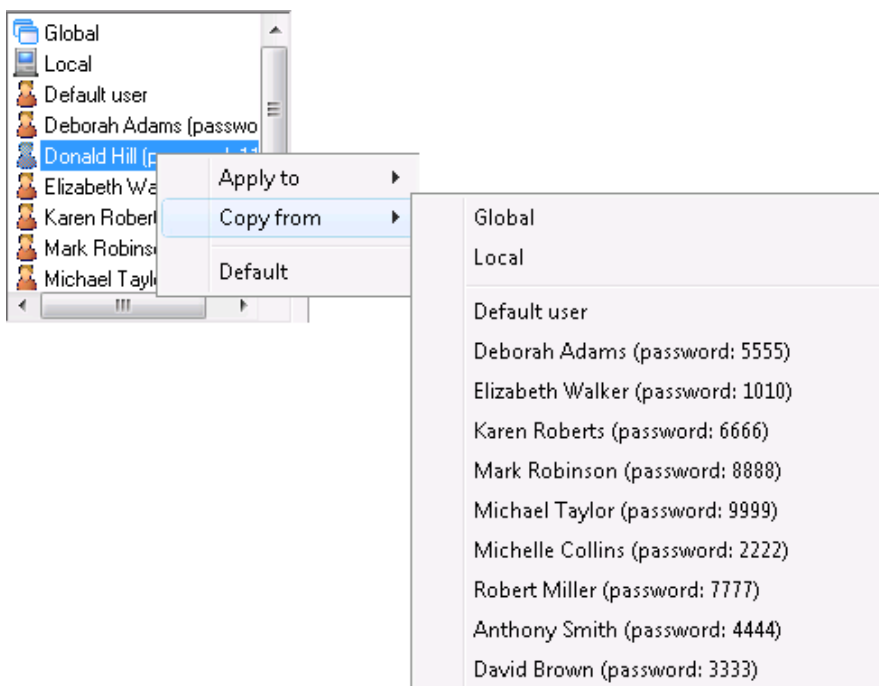 Global
Local
Default user
Deborah Adams (passwo
Donald Hill (p
Elizabeth Wa
Karen Robert
Mark Robins
Michael Tayl
Apply to
Copy from
Default
Global
Local
Default user
Deborah Adams (password: 5555)
Elizabeth Walker (password: 1010)
Karen Roberts (password: 6666)
Mark Robinson (password: 8888)
Michael Taylor (password: 9999)
Michelle Collins (password: 2222)
Robert Miller (password: 7777)
Anthony Smith (password: 4444)
David Brown (password: 3333)